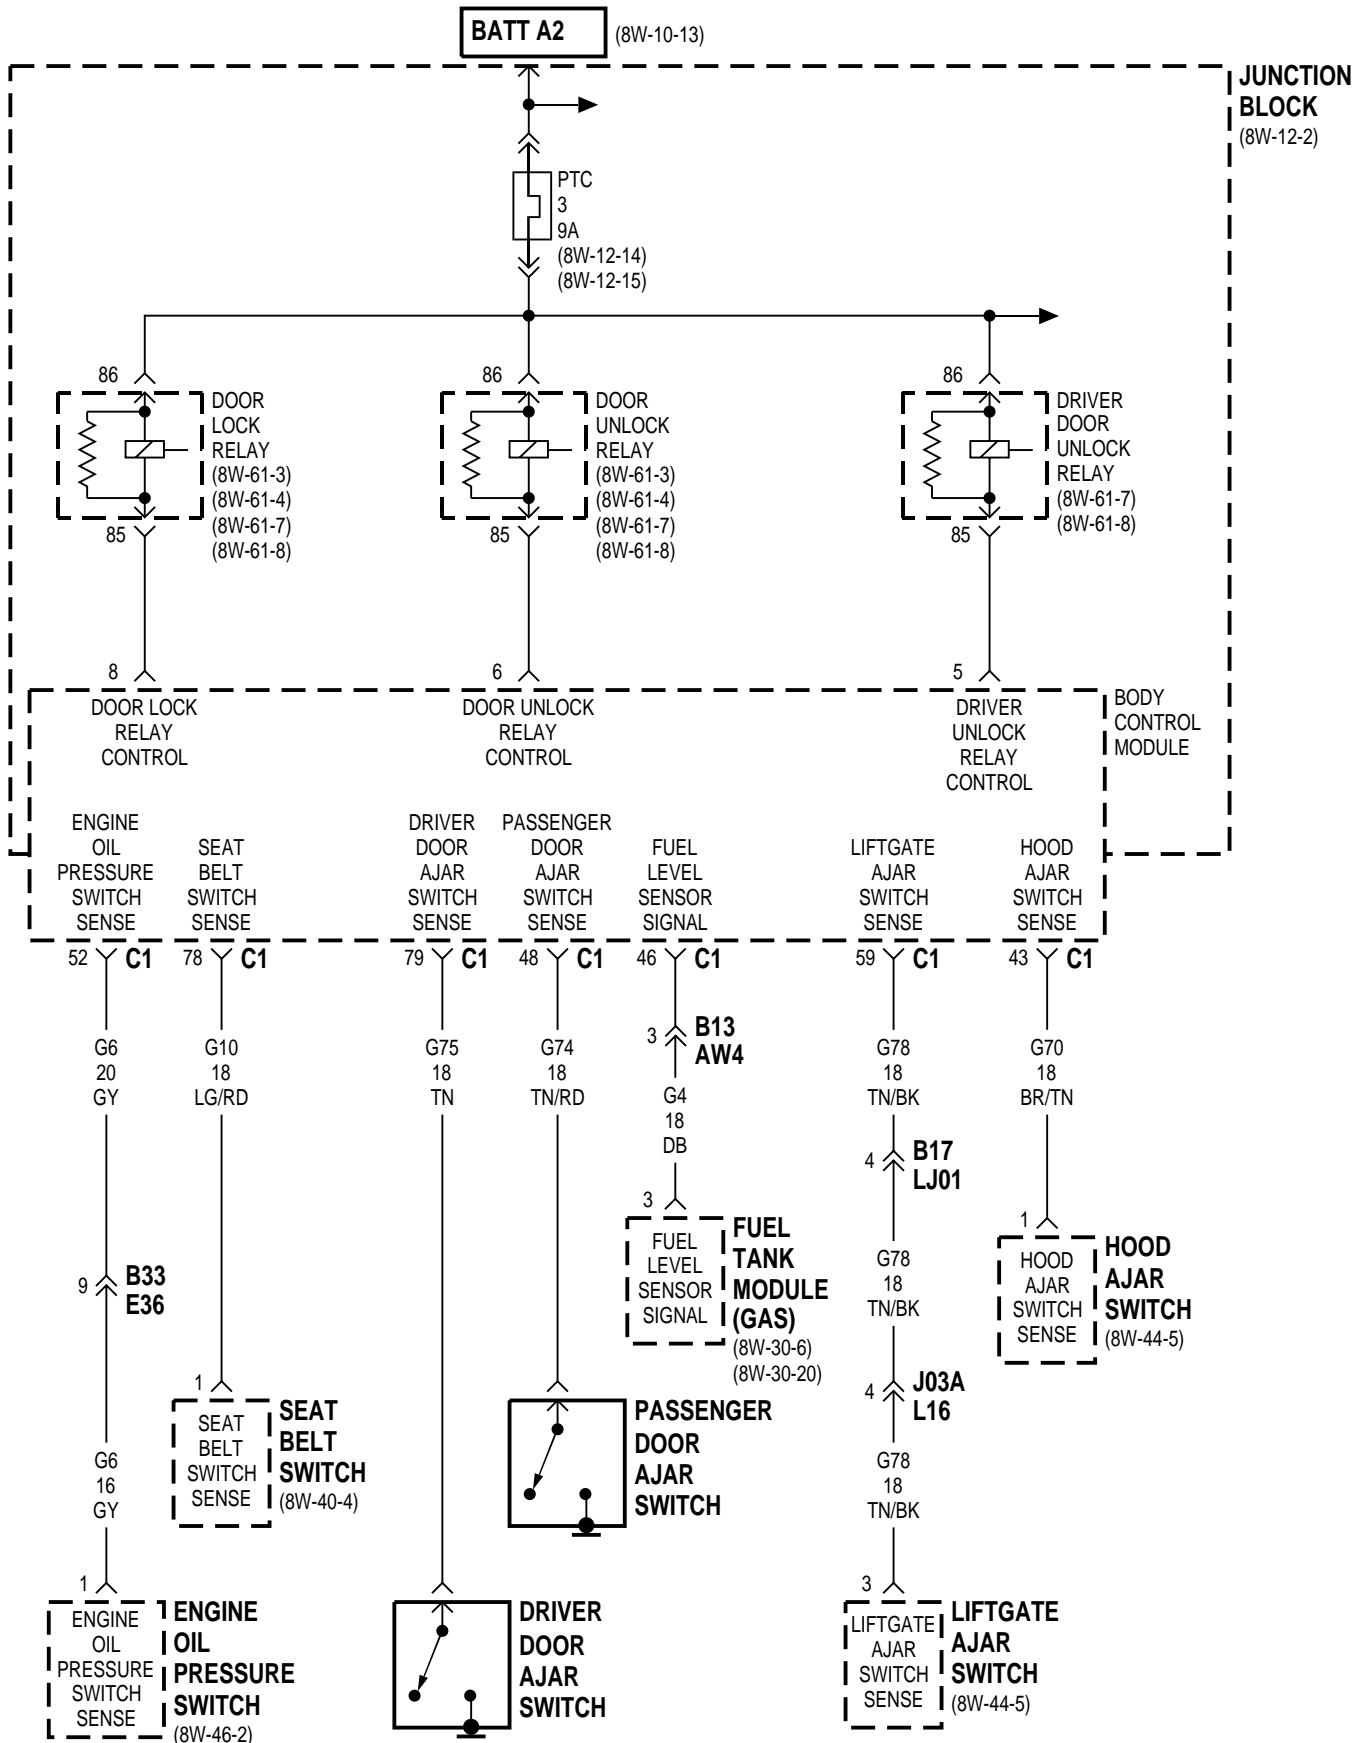 BATT A2 (8W-10-13)
JUNCTION
BLOCK
(8W-12-2)
PTC
3
9A
(8W-12-14)
(8W-12-15)
86
DOOR
LOCK
RELAY
(8W-61-3)
(8W-61-4)
(8W-61-7)
(8W-61-8)
85
86
DOOR
UNLOCK
RELAY
(8W-61-3)
(8W-61-4)
(8W-61-7)
(8W-61-8)
85
86
DRIVER
DOOR
UNLOCK
RELAY
(8W-61-7)
(8W-61-8)
85
8
DOOR LOCK
RELAY
CONTROL
6
DOOR UNLOCK
RELAY
CONTROL
5
DRIVER
UNLOCK
RELAY
CONTROL
BODY
CONTROL
MODULE
ENGINE
OIL
PRESSURE
SWITCH
SENSE
SEAT
BELT
SWITCH
SENSE
DRIVER
DOOR
AJAR
SWITCH
SENSE
PASSENGER
DOOR
AJAR
SWITCH
SENSE
FUEL
LEVEL
SENSOR
SIGNAL
LIFTGATE
AJAR
SWITCH
SENSE
HOOD
AJAR
SWITCH
SENSE
52 C1
78 C1
79 C1
48 C1
46 C1
59 C1
43 C1
G6
20
GY
G10
18
LG/RD
G75
18
TN
G74
18
TN/RD
3 B13
AW4
G4
18
DB
G78
18
TN/BK
G70
18
BR/TN
4 B17
LJ01
3
FUEL
LEVEL
SENSOR
SIGNAL
FUEL
TANK
MODULE
(GAS)
(8W-30-6)
(8W-30-20)
1
HOOD
AJAR
SWITCH
SENSE
HOOD
AJAR
SWITCH
(8W-44-5)
9 B33
E36
G78
18
TN/BK
1
SEAT
BELT
SWITCH
SENSE
SEAT
BELT
SWITCH
(8W-40-4)
PASSENGER
DOOR
AJAR
SWITCH
4 J03A
L16
G6
16
GY
G78
18
TN/BK
1
ENGINE
OIL
PRESSURE
SWITCH
SENSE
ENGINE
OIL
PRESSURE
SWITCH
(8W-46-2)
DRIVER
DOOR
AJAR
SWITCH
3
LIFTGATE
AJAR
SWITCH
SENSE
LIFTGATE
AJAR
SWITCH
(8W-44-5)